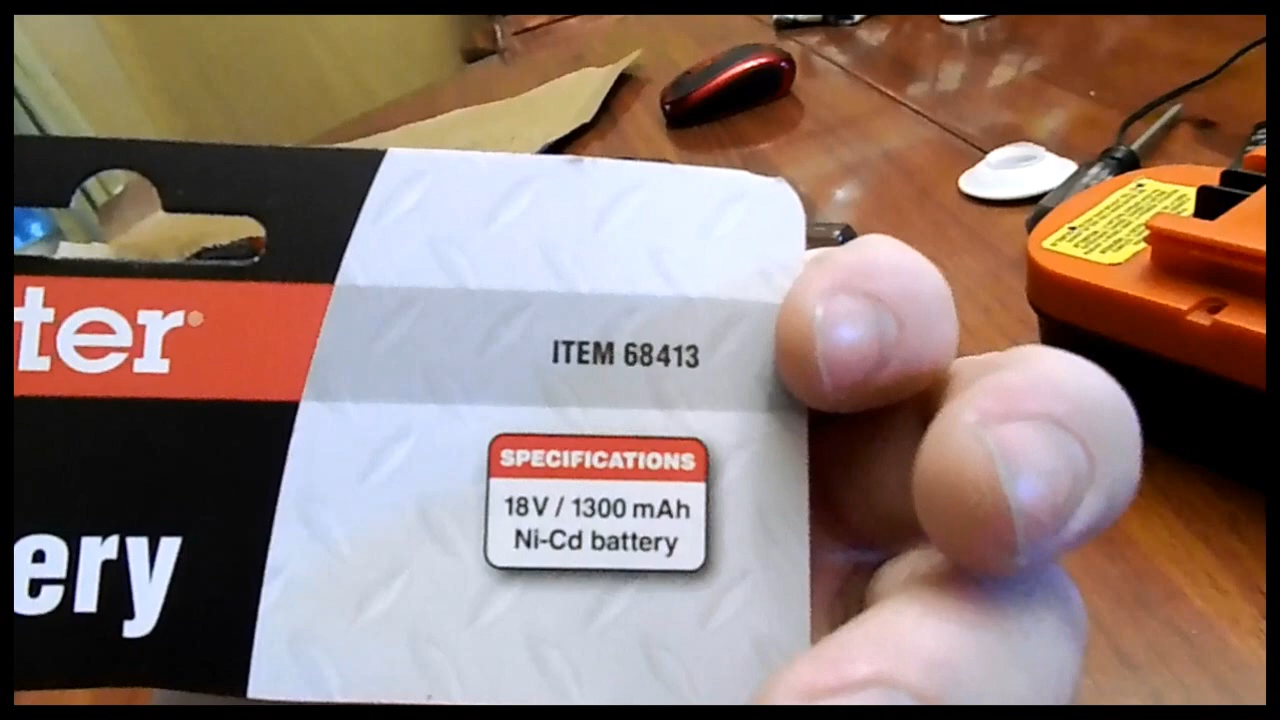 ter
ITEM 68413
SPECIFICATIONS
18V / 1300 mAh
Ni-Cd battery
ery